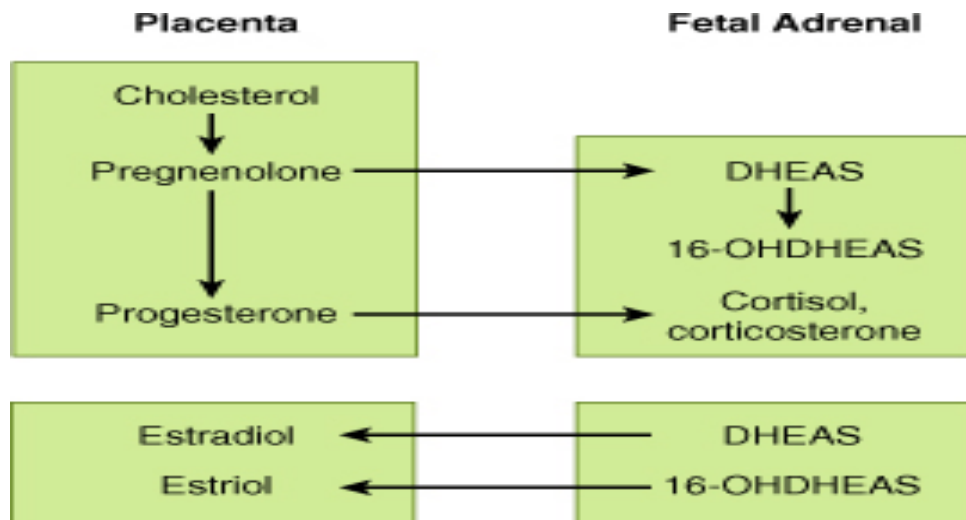 Placenta
Fetal Adrenal
Cholesterol
Pregnenolone
DHEAS
16-OHDHEAS
Progesterone
Cortisol,
corticosterone
Estradiol
DHEAS
Estriol
16-OHDHEAS